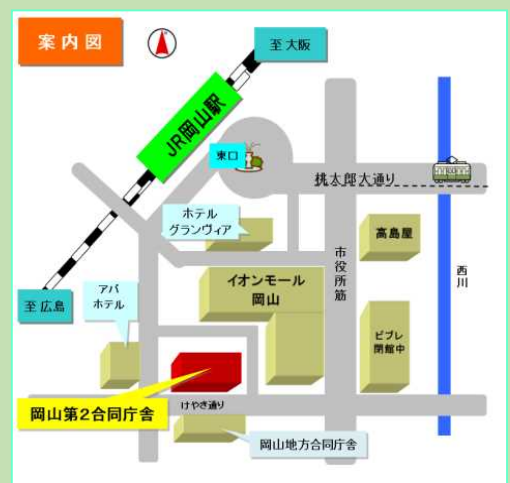 案内図
至大阪
JR岡山駅
東口
桃太郎大通り
ホテル
グランヴィア
高島屋
市役所筋
イオンモール
岡山
西川
至広島
アパ
ホテル
ビブレ
閉館中
岡山第2合同庁舎
けやき通り
岡山地方合同庁舎